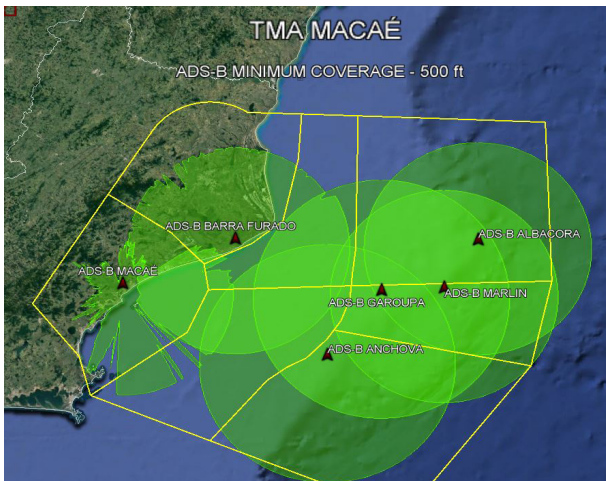 TMA MACAÉ
ADS-B MINIMUM COVERAGE - 500 ft
ADS-B BARRA FURADO
ADS-B ALBACORA
ADS-B MACAE
ADS-B MARLIN
ADS-B GAROUPA
ADS-B ANCHOVA